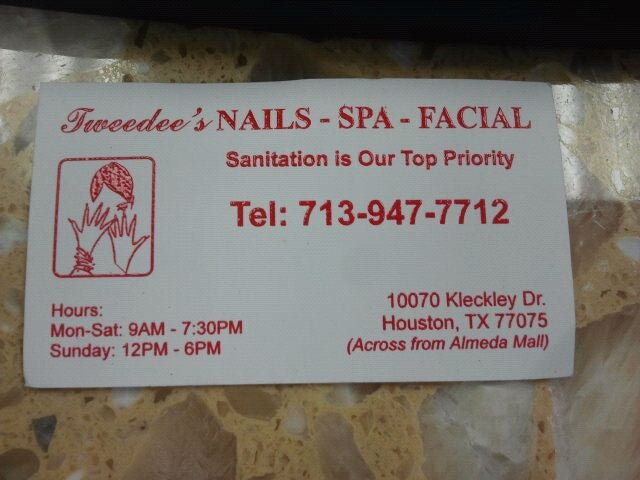 Tweedee's NAILS - SPA - FACIAL
Sanitation is Our Top Priority
Tel: 713-947-7712
Hours:
Mon-Sat: 9AM - 7:30PM
Sunday: 12PM - 6PM
10070 Kleckley Dr.
Houston, TX 77075
(Across from Almeda Mall)